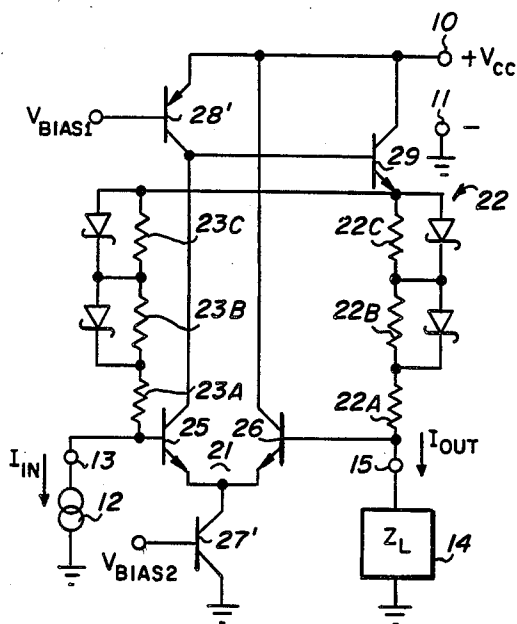 10
+VCC
11
−
VBIAS1
28'
29
22
23C
22C
23B
22B
23A
22A
25
26
21
IIN
13
12
15
IOUT
ZL
14
27'
VBIAS2